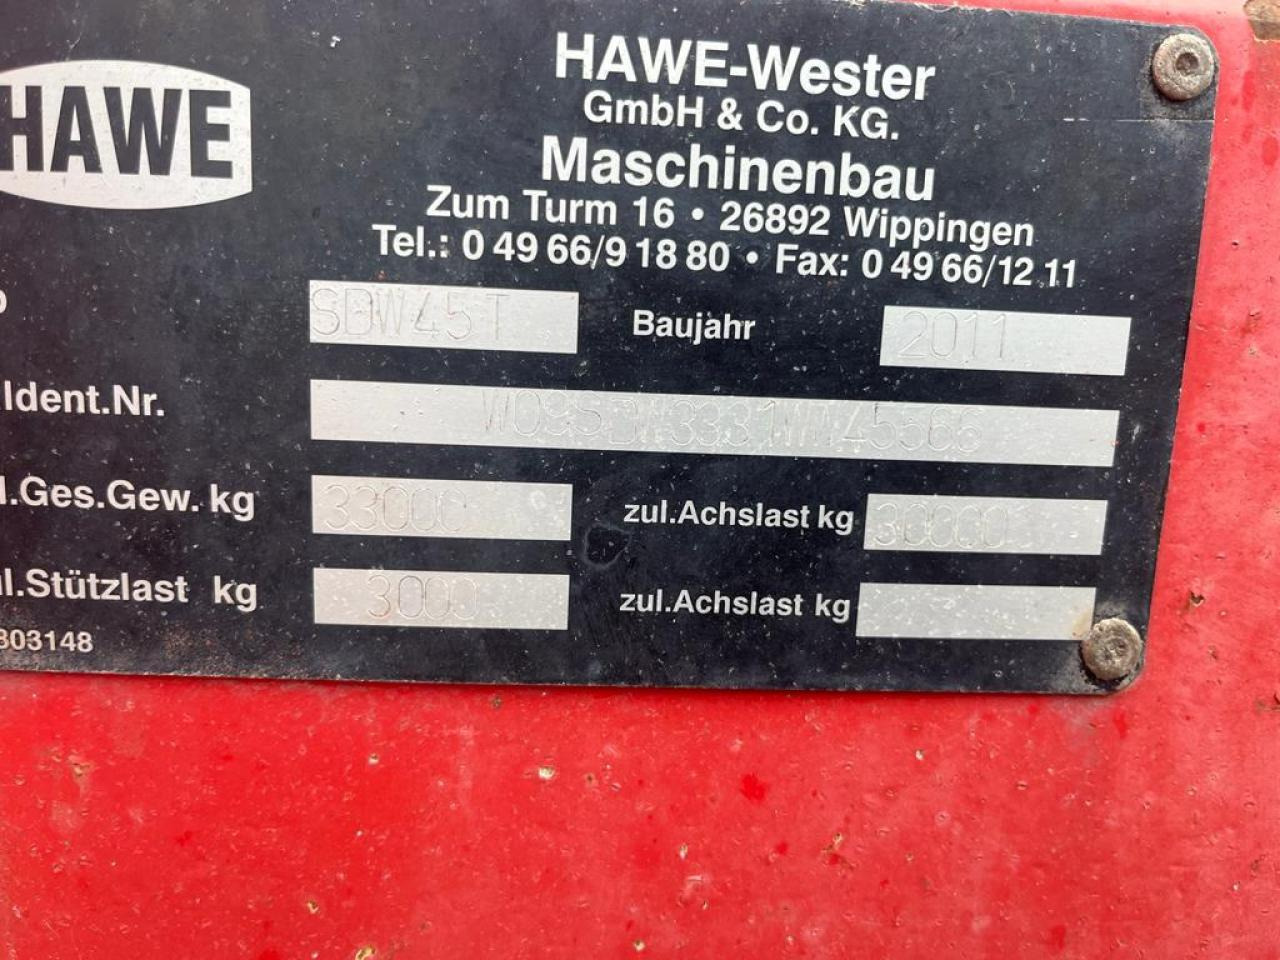 HAWE
HAWE-Wester
GmbH & Co. KG.
Maschinenbau
Zum Turm 16 • 26892 Wippingen
Tel.: 0 49 66/9 18 80 • Fax: 0 49 66/12 11
SDW45T Baujahr 2011
.Ident.Nr. W09SDW3331WW45566
.Ges.Gew. kg 33000 zul.Achslast kg 30000
l.Stützlast kg 3000 zul.Achslast kg
303148